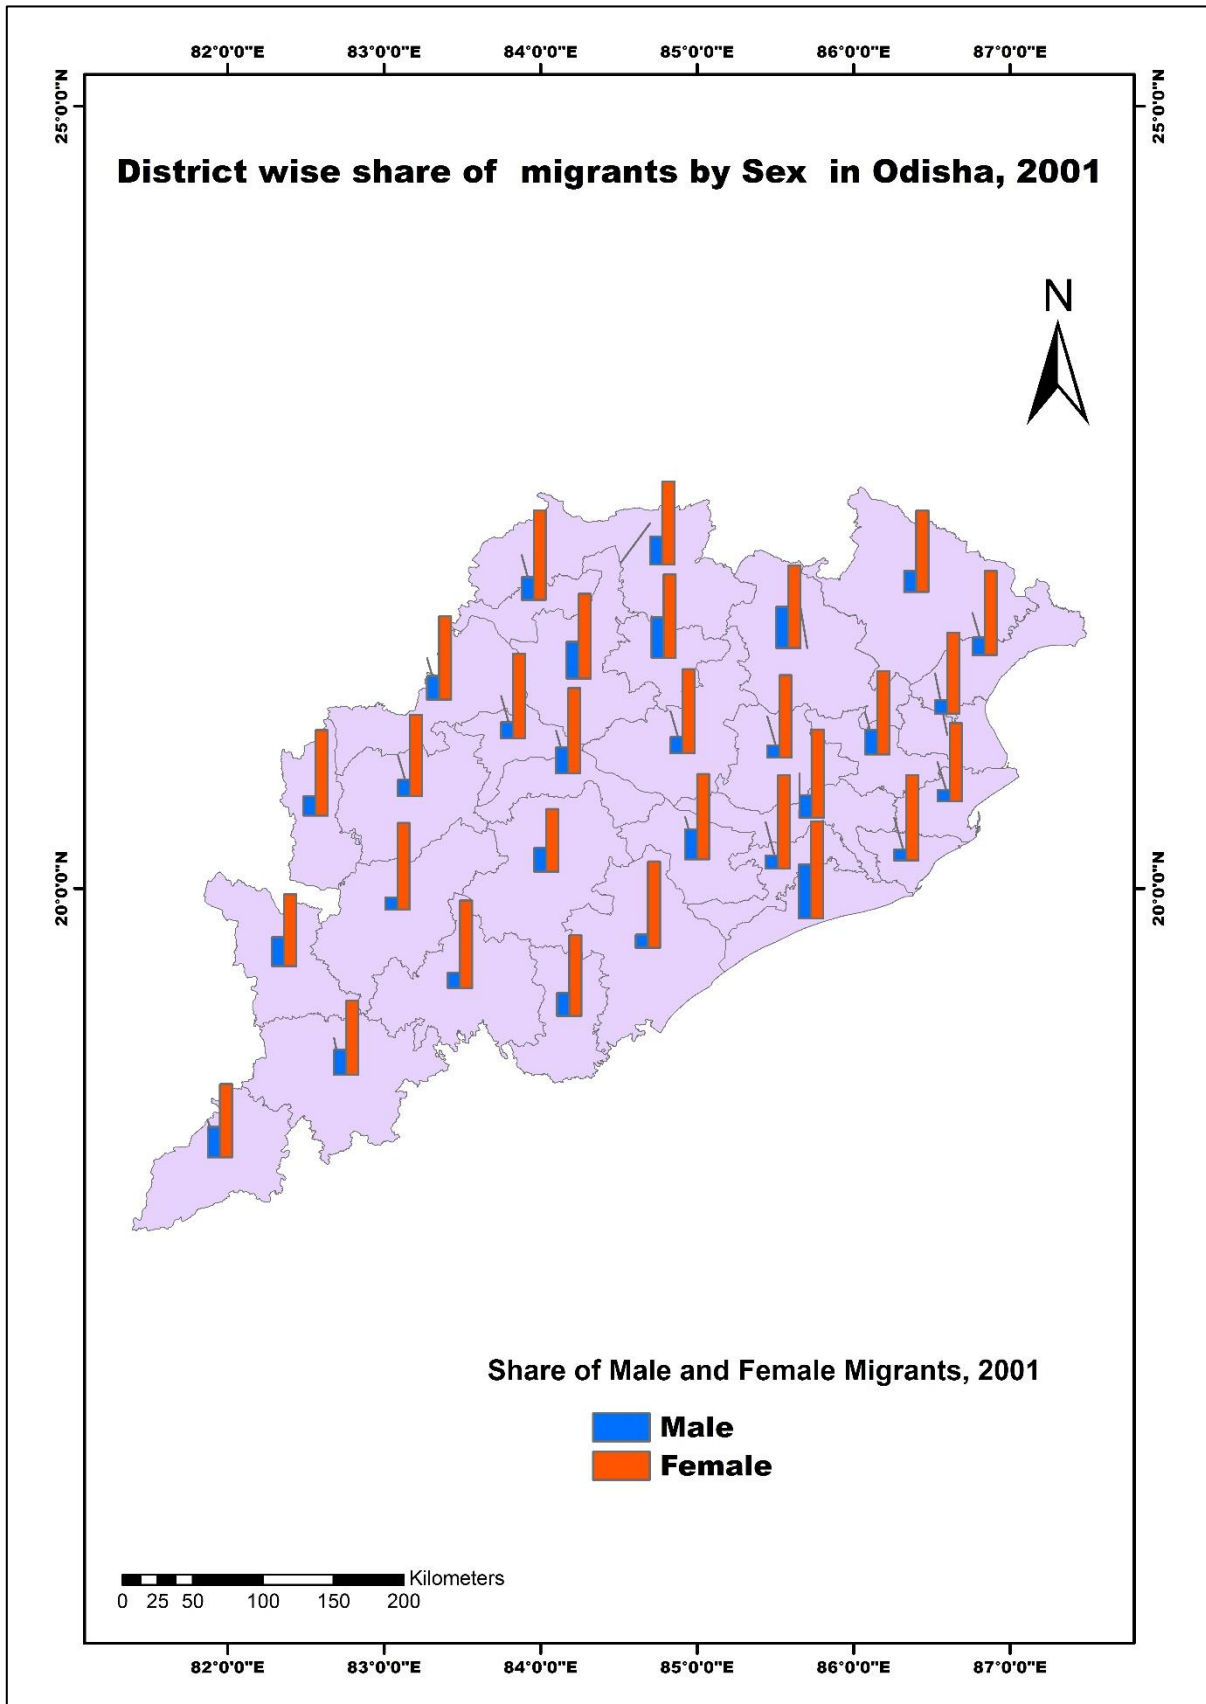 82°0'0"E 83°0'0"E 84°0'0"E 85°0'0"E 86°0'0"E 87°0'0"E
25°0'0"N 25°0'0"N
District wise share of  migrants by Sex  in Odisha, 2001
N
20°0'0"N 20°0'0"N
Share of Male and Female Migrants, 2001
Male
Female
Kilometers
0 25 50 100 150 200
82°0'0"E 83°0'0"E 84°0'0"E 85°0'0"E 86°0'0"E 87°0'0"E